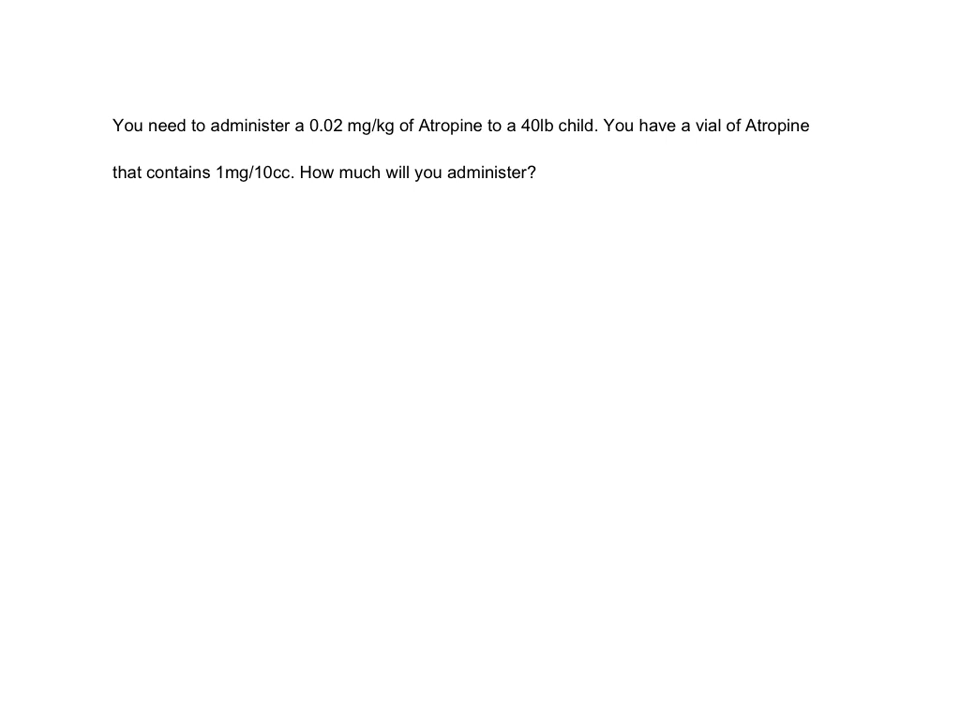 You need to administer a 0.02 mg/kg of Atropine to a 40lb child. You have a vial of Atropine
that contains 1mg/10cc. How much will you administer?